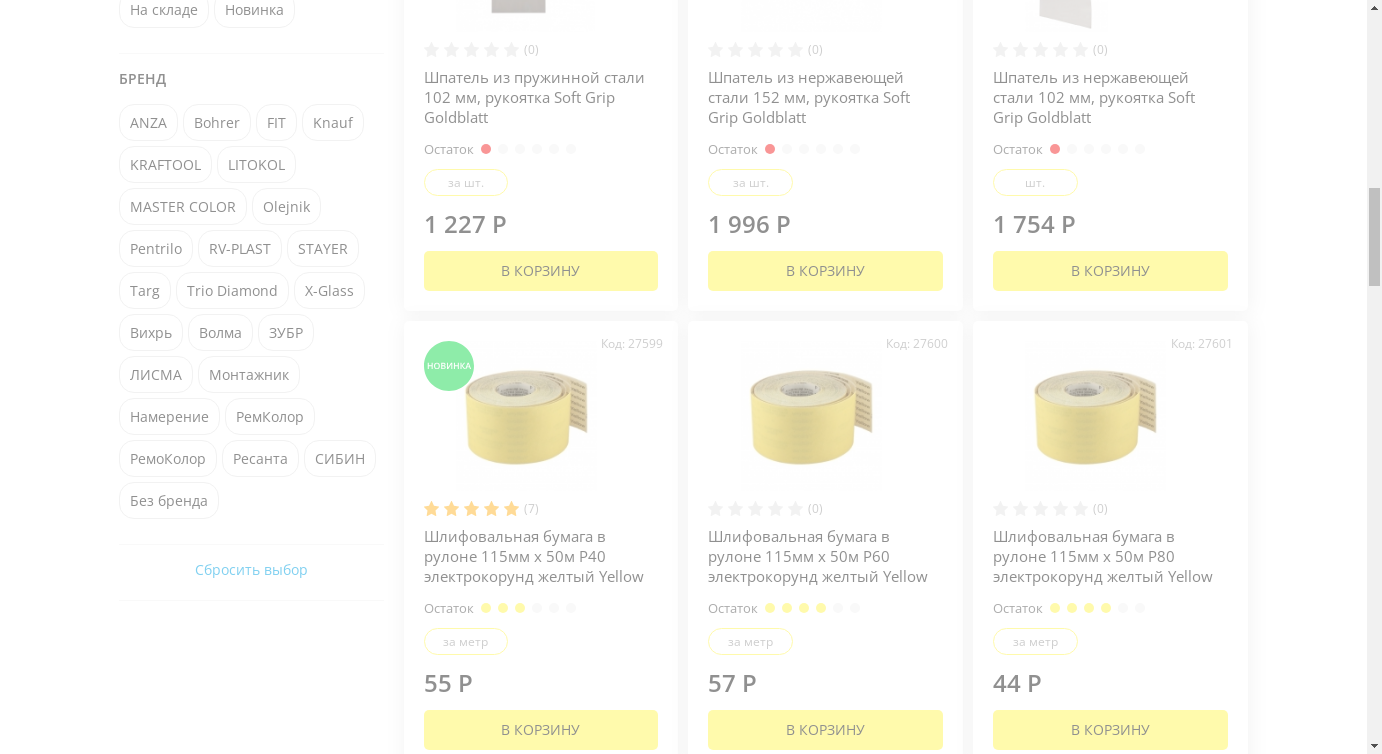 На складе
Новинка
БРЕНД
ANZA
Bohrer
FIT
Knauf
KRAFTOOL
LITOKOL
MASTER COLOR
Olejnik
Pentrilo
RV-PLAST
STAYER
Targ
Trio Diamond
X-Glass
Вихрь
Волма
ЗУБР
ЛИСМА
Монтажник
Намерение
РемКолор
РемоКолор
Ресанта
СИБИН
Без бренда
Сбросить выбор
(0)
Шпатель из пружинной стали
102 мм, рукоятка Soft Grip
Goldblatt
Остаток
за шт.
1 227 Р
В КОРЗИНУ
(0)
Шпатель из нержавеющей
стали 152 мм, рукоятка Soft
Grip Goldblatt
Остаток
за шт.
1 996 Р
В КОРЗИНУ
(0)
Шпатель из нержавеющей
стали 102 мм, рукоятка Soft
Grip Goldblatt
Остаток
шт.
1 754 Р
В КОРЗИНУ
Код: 27599
НОВИНКА
(7)
Шлифовальная бумага в
рулоне 115мм х 50м P40
электрокорунд желтый Yellow
Остаток
за метр
55 Р
В КОРЗИНУ
Код: 27600
(0)
Шлифовальная бумага в
рулоне 115мм х 50м P60
электрокорунд желтый Yellow
Остаток
за метр
57 Р
В КОРЗИНУ
Код: 27601
(0)
Шлифовальная бумага в
рулоне 115мм х 50м P80
электрокорунд желтый Yellow
Остаток
за метр
44 Р
В КОРЗИНУ